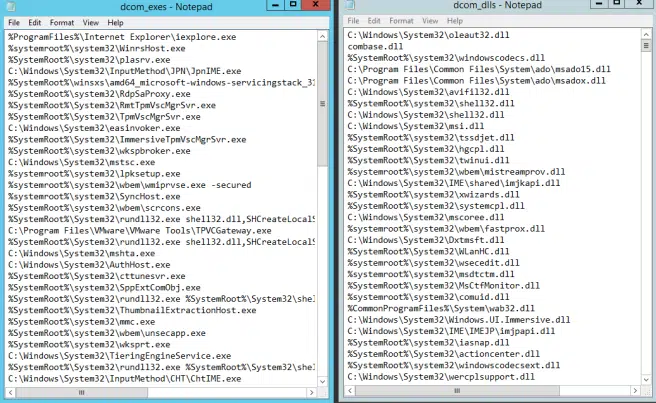 dcom_exes - Notepad
File Edit Format View Help
%ProgramFiles%\Internet Explorer\iexplore.exe
%systemroot%\system32\WinrsHost.exe
%systemroot%\system32\plasrv.exe
C:\Windows\System32\InputMethod\JPN\JpnIME.exe
%SystemRoot%\winsxs\amd64_microsoft-windows-servicingstack_31
%SystemRoot%\system32\RdpSaProxy.exe
%SystemRoot%\system32\RmtTpmVscMgrSvr.exe
%SystemRoot%\system32\TpmVscMgrSvr.exe
C:\Windows\System32\easinvoker.exe
%SystemRoot%\system32\ImmersiveTpmVscMgrSvr.exe
%SystemRoot%\system32\wkspbroker.exe
C:\Windows\System32\mstsc.exe
%SystemRoot%\system32\lpksetup.exe
%systemroot%\system32\wbem\wmiprvse.exe -secured
%SystemRoot%\system32\SyncHost.exe
%systemroot%\system32\wbem\scrcons.exe
%SystemRoot%\System32\rundll32.exe shell32.dll,SHCreateLocalS
C:\Program Files\VMware\VMware Tools\TPVCGateway.exe
%SystemRoot%\System32\rundll32.exe shell32.dll,SHCreateLocalS
C:\Windows\System32\mshta.exe
C:\Windows\System32\AuthHost.exe
%SystemRoot%\System32\cttunesvr.exe
%SystemRoot%\System32\SppExtComObj.exe
%SystemRoot%\System32\rundll32.exe %SystemRoot%\System32\shel
%SystemRoot%\System32\ThumbnailExtractionHost.exe
%SystemRoot%\system32\mmc.exe
%systemroot%\system32\wbem\unsecapp.exe
%SystemRoot%\system32\wksprt.exe
C:\Windows\System32\TieringEngineService.exe
%SystemRoot%\System32\rundll32.exe %SystemRoot%\System32\shel
C:\Windows\System32\InputMethod\CHT\ChtIME.exe
dcom_dlls - Notepad
File Edit Format View Help
C:\Windows\System32\oleaut32.dll
combase.dll
%SystemRoot%\system32\windowscodecs.dll
C:\Program Files\Common Files\System\ado\msado15.dll
C:\Program Files\Common Files\System\ado\msadox.dll
C:\Windows\System32\avifil32.dll
%SystemRoot%\system32\shell32.dll
C:\Windows\System32\shell32.dll
C:\Windows\System32\msi.dll
%SystemRoot%\system32\tssdjet.dll
%SystemRoot%\System32\hgcpl.dll
%SystemRoot%\system32\twinui.dll
%systemroot%\system32\wbem\mistreamprov.dll
C:\Windows\System32\IME\shared\imjkapi.dll
%SystemRoot%\System32\xwizards.dll
%SystemRoot%\System32\systemcpl.dll
C:\Windows\System32\mscoree.dll
%systemroot%\system32\wbem\fastprox.dll
C:\Windows\System32\Dxtmsft.dll
%SystemRoot%\System32\WLanHC.dll
%SystemRoot%\System32\wsecedit.dll
%SystemRoot%\system32\msdtctm.dll
%SystemRoot%\system32\MsCtfMonitor.dll
%systemroot%\system32\comuid.dll
%CommonProgramFiles%\System\wab32.dll
C:\Windows\System32\Windows.UI.Immersive.dll
C:\Windows\System32\IME\IMEJP\imjpapi.dll
%SystemRoot%\System32\iasnap.dll
%SystemRoot%\System32\actioncenter.dll
%SystemRoot%\system32\windowscodecsext.dll
C:\Windows\System32\wercplsupport.dll